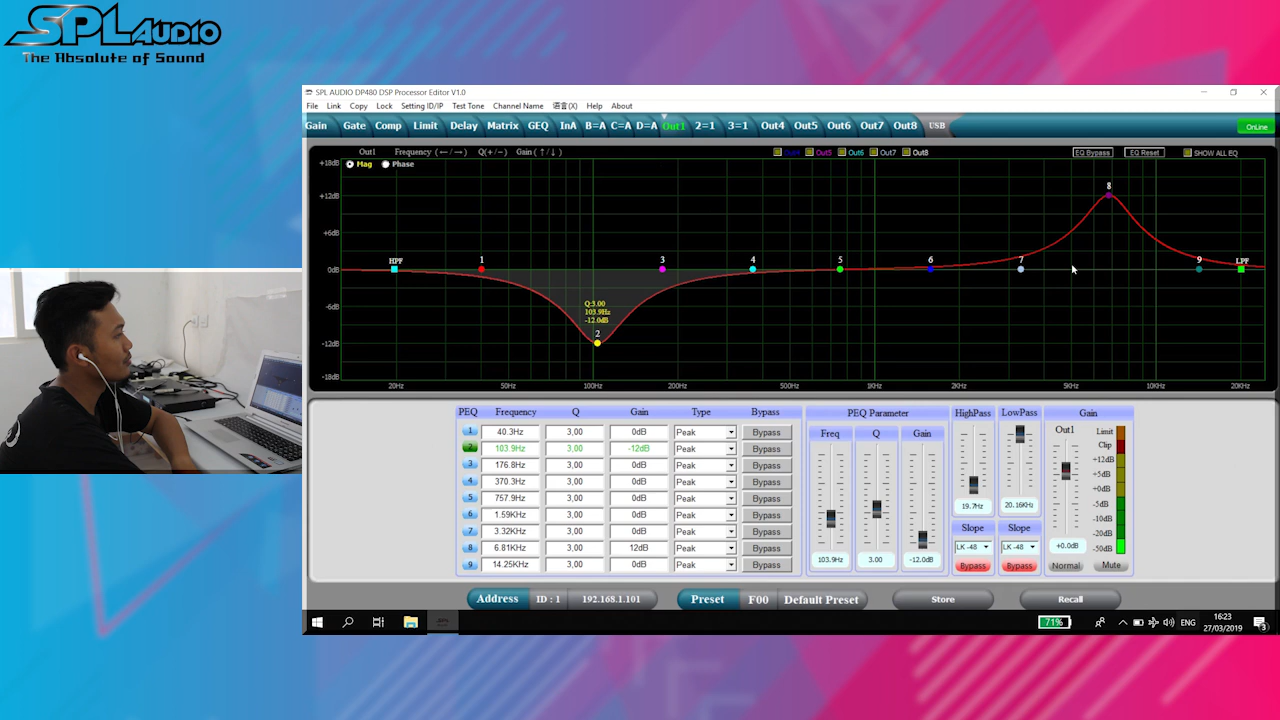 SPL AUDIO
The Absolute of Sound
SPL AUDIO DP480 DSP Processor Editor V1.0
File Link Copy Lock Setting ID/IP Test Tone Channel Name 语言(X) Help About
Gain Gate Comp Limit Delay Matrix GEQ InA B=A C=A D=A Out1 2=1 3=1 Out4 Out5 Out6 Out7 Out8 USB OnLine
Out1 Frequency (←/→) Q(+/−) Gain (↑/↓) Out5 Out6 Out7 Out8 EQ Bypass EQ Reset SHOW ALL EQ
Mag Phase
+18dB
+12dB
+6dB
0dB
-6dB
-12dB
-18dB
HPF 1 2 3 4 5 6 7 8 9 LPF
Q:3.00
103.9Hz
-12.0dB
20Hz 50Hz 100Hz 200Hz 500Hz 1KHz 2KHz 5KHz 10KHz 20KHz
PEQ Frequency Q Gain Type Bypass
1 40.3Hz 3,00 0dB Peak Bypass
2 103.9Hz 3,00 -12dB Peak Bypass
3 176.8Hz 3,00 0dB Peak Bypass
4 370.3Hz 3,00 0dB Peak Bypass
5 757.9Hz 3,00 0dB Peak Bypass
6 1.59KHz 3,00 0dB Peak Bypass
7 3.32KHz 3,00 0dB Peak Bypass
8 6.81KHz 3,00 12dB Peak Bypass
9 14.25KHz 3,00 0dB Peak Bypass
PEQ Parameter
Freq Q Gain
103.9Hz 3.00 -12.0dB
HighPass LowPass
19.7Hz 20.16KHz
Slope Slope
LK -48 LK -48
Bypass Bypass
Gain
Out1
Limit
Clip
+12dB
+5dB
+0dB
-5dB
-10dB
-20dB
-50dB
+0.0dB
Normal Mute
Address ID : 1 192.168.1.101 Preset F00 Default Preset Store Recall
71% ENG 16:23
27/03/2019
3